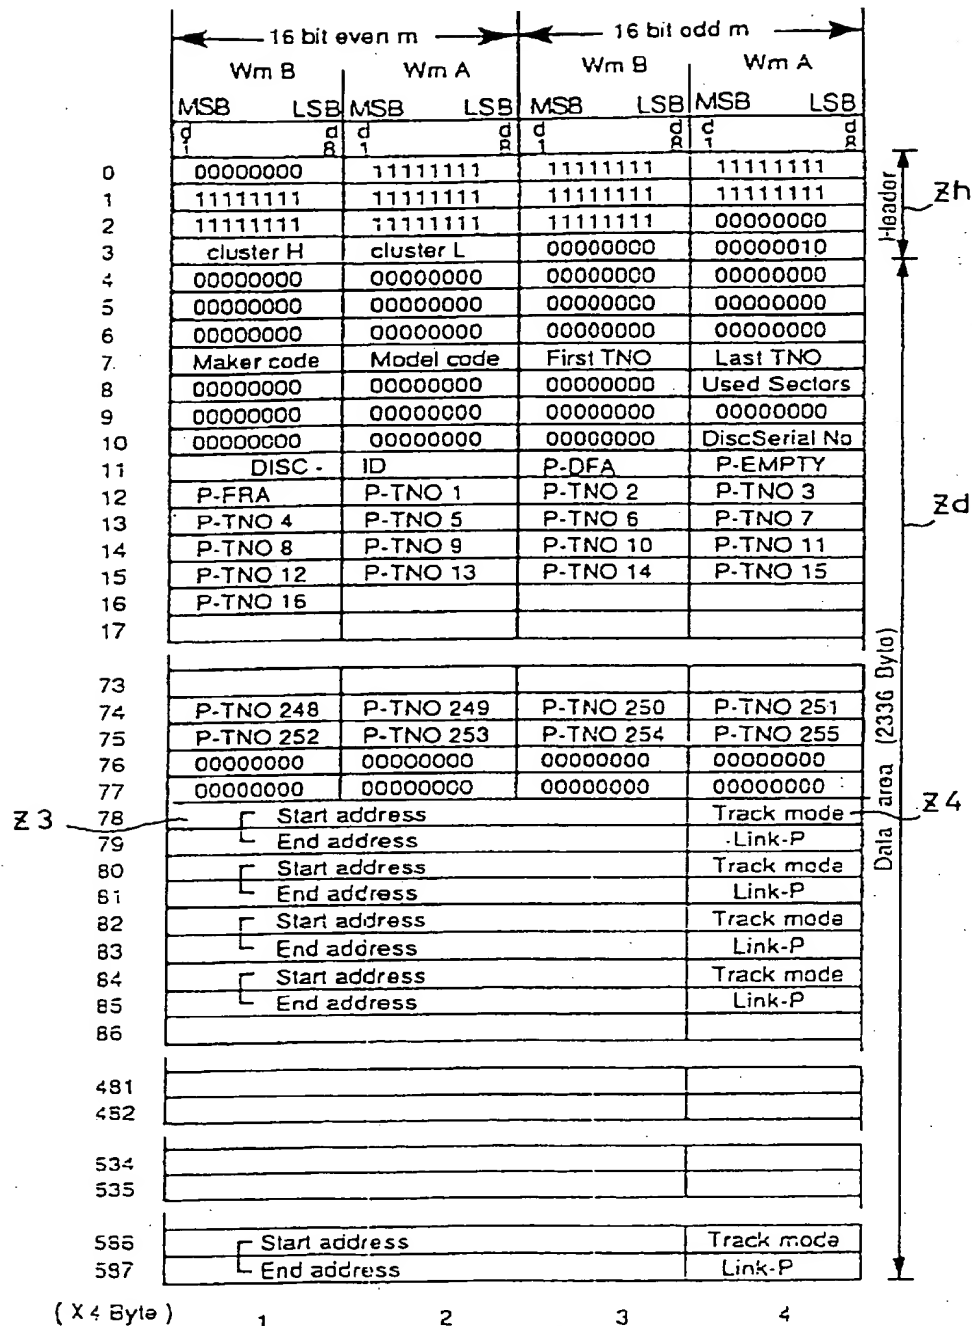 16 bit even m 16 bit odd m
Wm B Wm A Wm B Wm A
MSB LSB MSB LSB MSB LSB MSB LSB
d1 d8 d1 d8 d1 d8 d1 d8
0 00000000 11111111 11111111 11111111
1 11111111 11111111 11111111 11111111
2 11111111 11111111 11111111 00000000
3 cluster H cluster L 00000000 00000010
4 00000000 00000000 00000000 00000000
5 00000000 00000000 00000000 00000000
6 00000000 00000000 00000000 00000000
7 Maker code Model code First TNO Last TNO
8 00000000 00000000 00000000 Used Sectors
9 00000000 00000000 00000000 00000000
10 00000000 00000000 00000000 DiscSerial No
11 DISC - ID P-DFA P-EMPTY
12 P-FRA P-TNO 1 P-TNO 2 P-TNO 3
13 P-TNO 4 P-TNO 5 P-TNO 6 P-TNO 7
14 P-TNO 8 P-TNO 9 P-TNO 10 P-TNO 11
15 P-TNO 12 P-TNO 13 P-TNO 14 P-TNO 15
16 P-TNO 16
17
73
74 P-TNO 248 P-TNO 249 P-TNO 250 P-TNO 251
75 P-TNO 252 P-TNO 253 P-TNO 254 P-TNO 255
76 00000000 00000000 00000000 00000000
77 00000000 00000000 00000000 00000000
78 Start address Track mode
79 End address Link-P
80 Start address Track mode
81 End address Link-P
82 Start address Track mode
83 End address Link-P
84 Start address Track mode
85 End address Link-P
86
481
482
534
535
586 Start address Track mode
587 End address Link-P
(X4 Byte) 1 2 3 4
Header
Zh
Data area (2336 Byte)
Zd
Z3
Z4